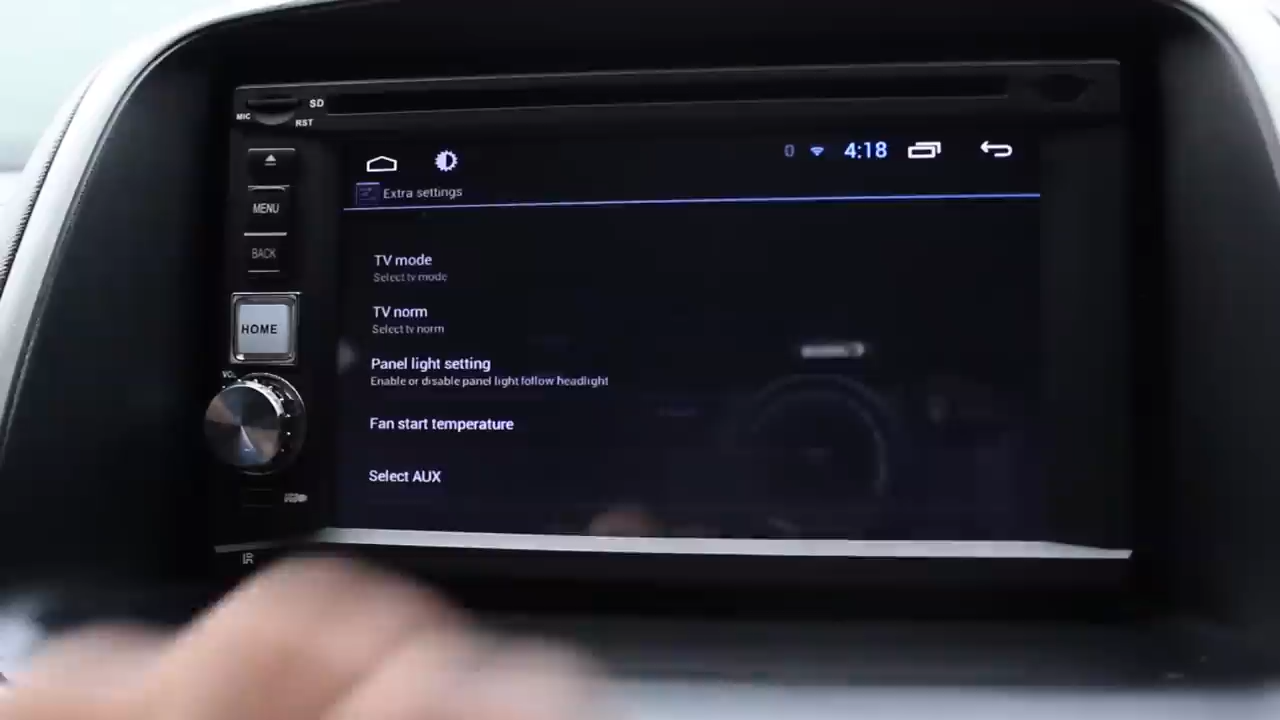 SD
MIC
RST
MENU
BACK
HOME
VOL
0
4:18
Extra settings
TV mode
Select tv mode
TV norm
Select tv norm
Panel light setting
Enable or disable panel light follow headlight
Fan start temperature
Select AUX